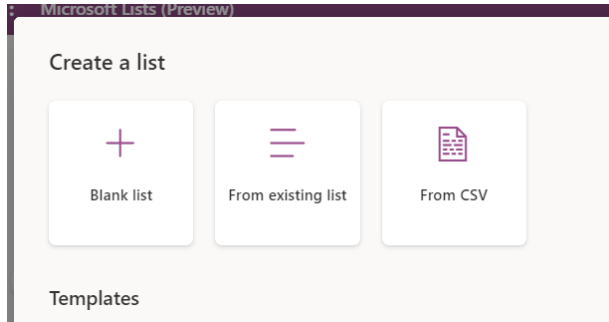 Microsoft Lists (Preview)
Create a list
Blank list
From existing list
From CSV
Templates